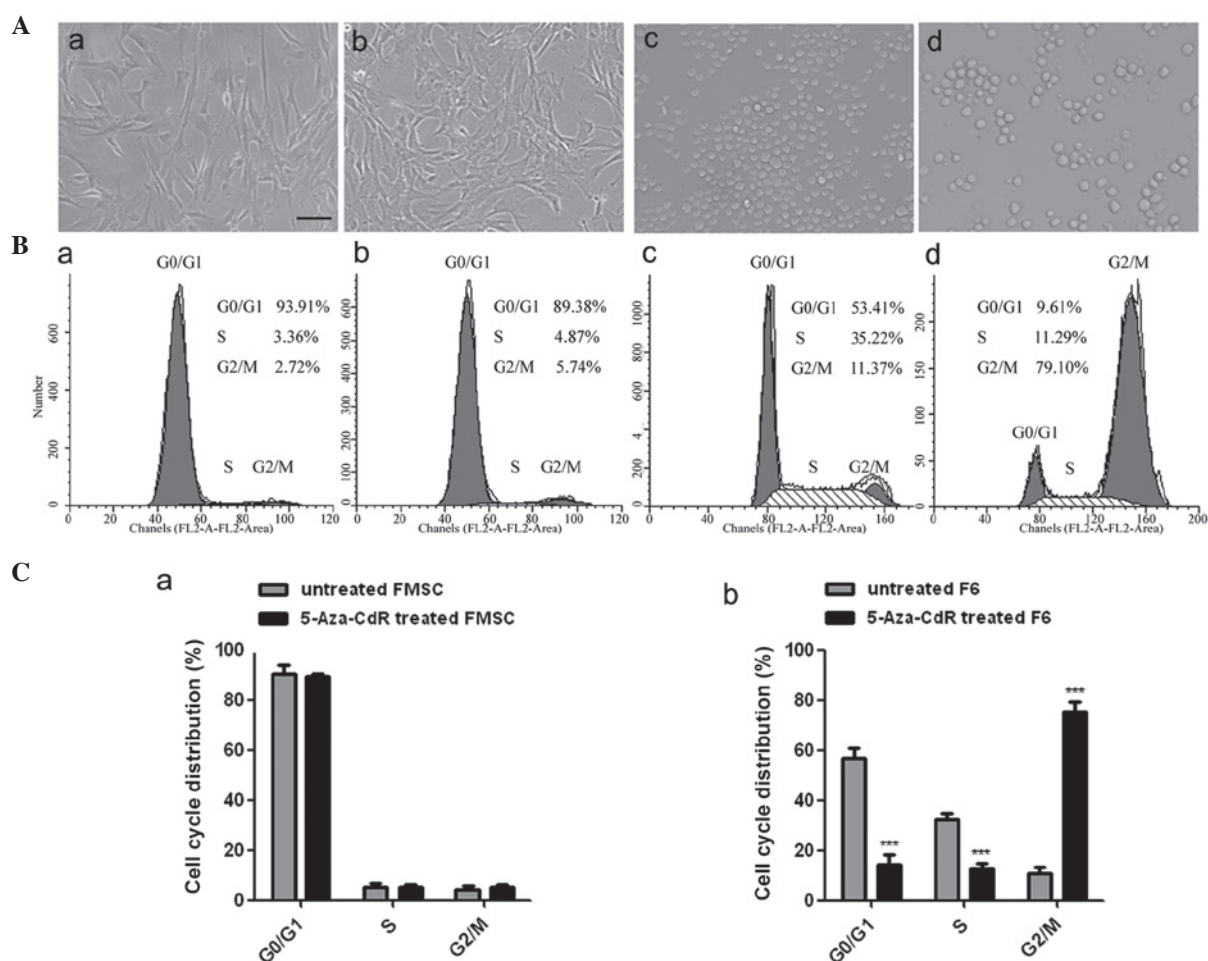 A
a
b
c
d
B
a
b
c
d
G0/G1
G0/G1 93.91%
S 3.36%
G2/M 2.72%
S G2/M
Number
0 200 400 600 800
0 20 40 60 80 100 120
Chanels (FL2-A-FL2-Area)
G0/G1
G0/G1 89.38%
S 4.87%
G2/M 5.74%
S G2/M
0 100 200 300 400 500 600
0 20 40 60 80 100 120
Chanels (FL2-A-FL2-Area)
G0/G1
G0/G1 53.41%
S 35.22%
G2/M 11.37%
S G2/M
0 200 4 600 800 1000
0 40 80 120 160
Chanels (FL2-A-FL2-Area)
G2/M
G0/G1 9.61%
S 11.29%
G2/M 79.10%
G0/G1
S
0 50 100 150 200
0 40 80 120 160 200
Chanels (FL2-A-FL2-Area)
C
a
untreated FMSC
5-Aza-CdR treated FMSC
Cell cycle distribution (%)
100
80
60
40
20
0
G0/G1 S G2/M
b
untreated F6
5-Aza-CdR treated F6
Cell cycle distribution (%)
100
80
60
40
20
0
***
***
***
G0/G1 S G2/M